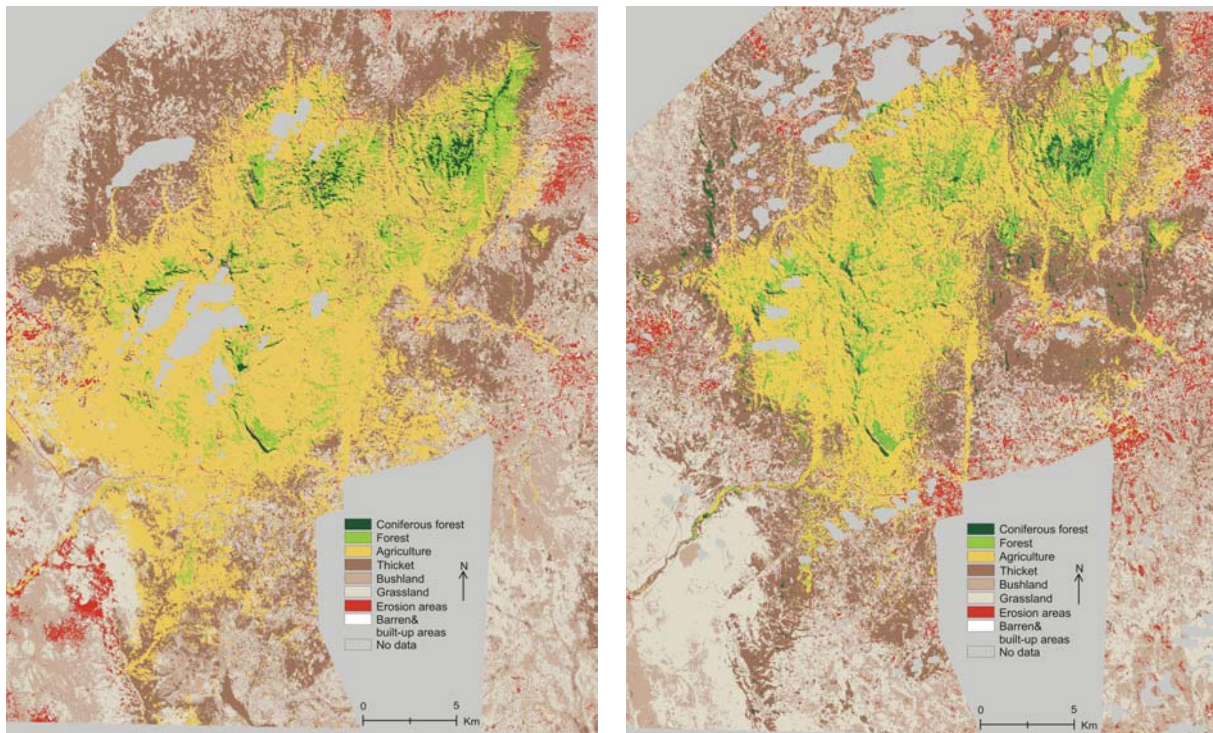 Coniferous forest
Forest
Agriculture
Thicket
Bushland
Grassland
Erosion areas
Barren&
built-up areas
No data
N
0 5
Km
Coniferous forest
Forest
Agriculture
Thicket
Bushland
Grassland
Erosion areas
Barren&
built-up areas
No data
N
0 5
Km